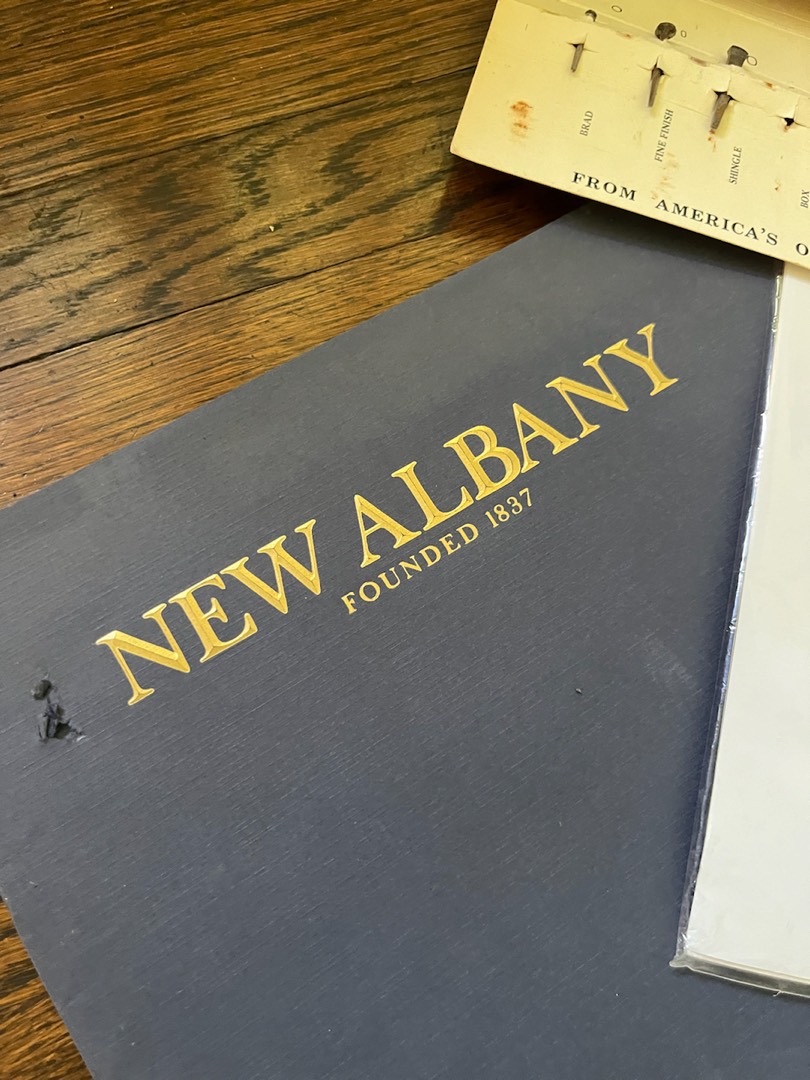 BRAD
FINE FINISH
SHINGLE
BOX
FROM AMERICA'S
NEW ALBANY
FOUNDED 1837